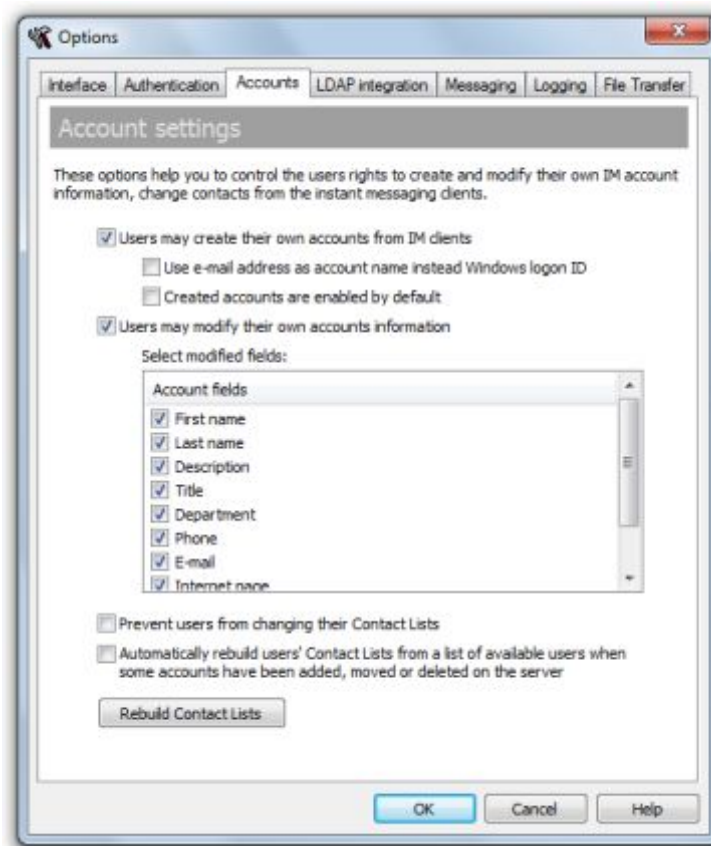 Options
Interface Authentication Accounts LDAP integration Messaging Logging File Transfer
Account settings
These options help you to control the users rights to create and modify their own IM account
information, change contacts from the instant messaging clients.
Users may create their own accounts from IM clients
Use e-mail address as account name instead Windows logon ID
Created accounts are enabled by default
Users may modify their own accounts information
Select modified fields:
Account fields
First name
Last name
Description
Title
Department
Phone
E-mail
Internet page
Prevent users from changing their Contact Lists
Automatically rebuild users' Contact Lists from a list of available users when
some accounts have been added, moved or deleted on the server
Rebuild Contact Lists
OK Cancel Help